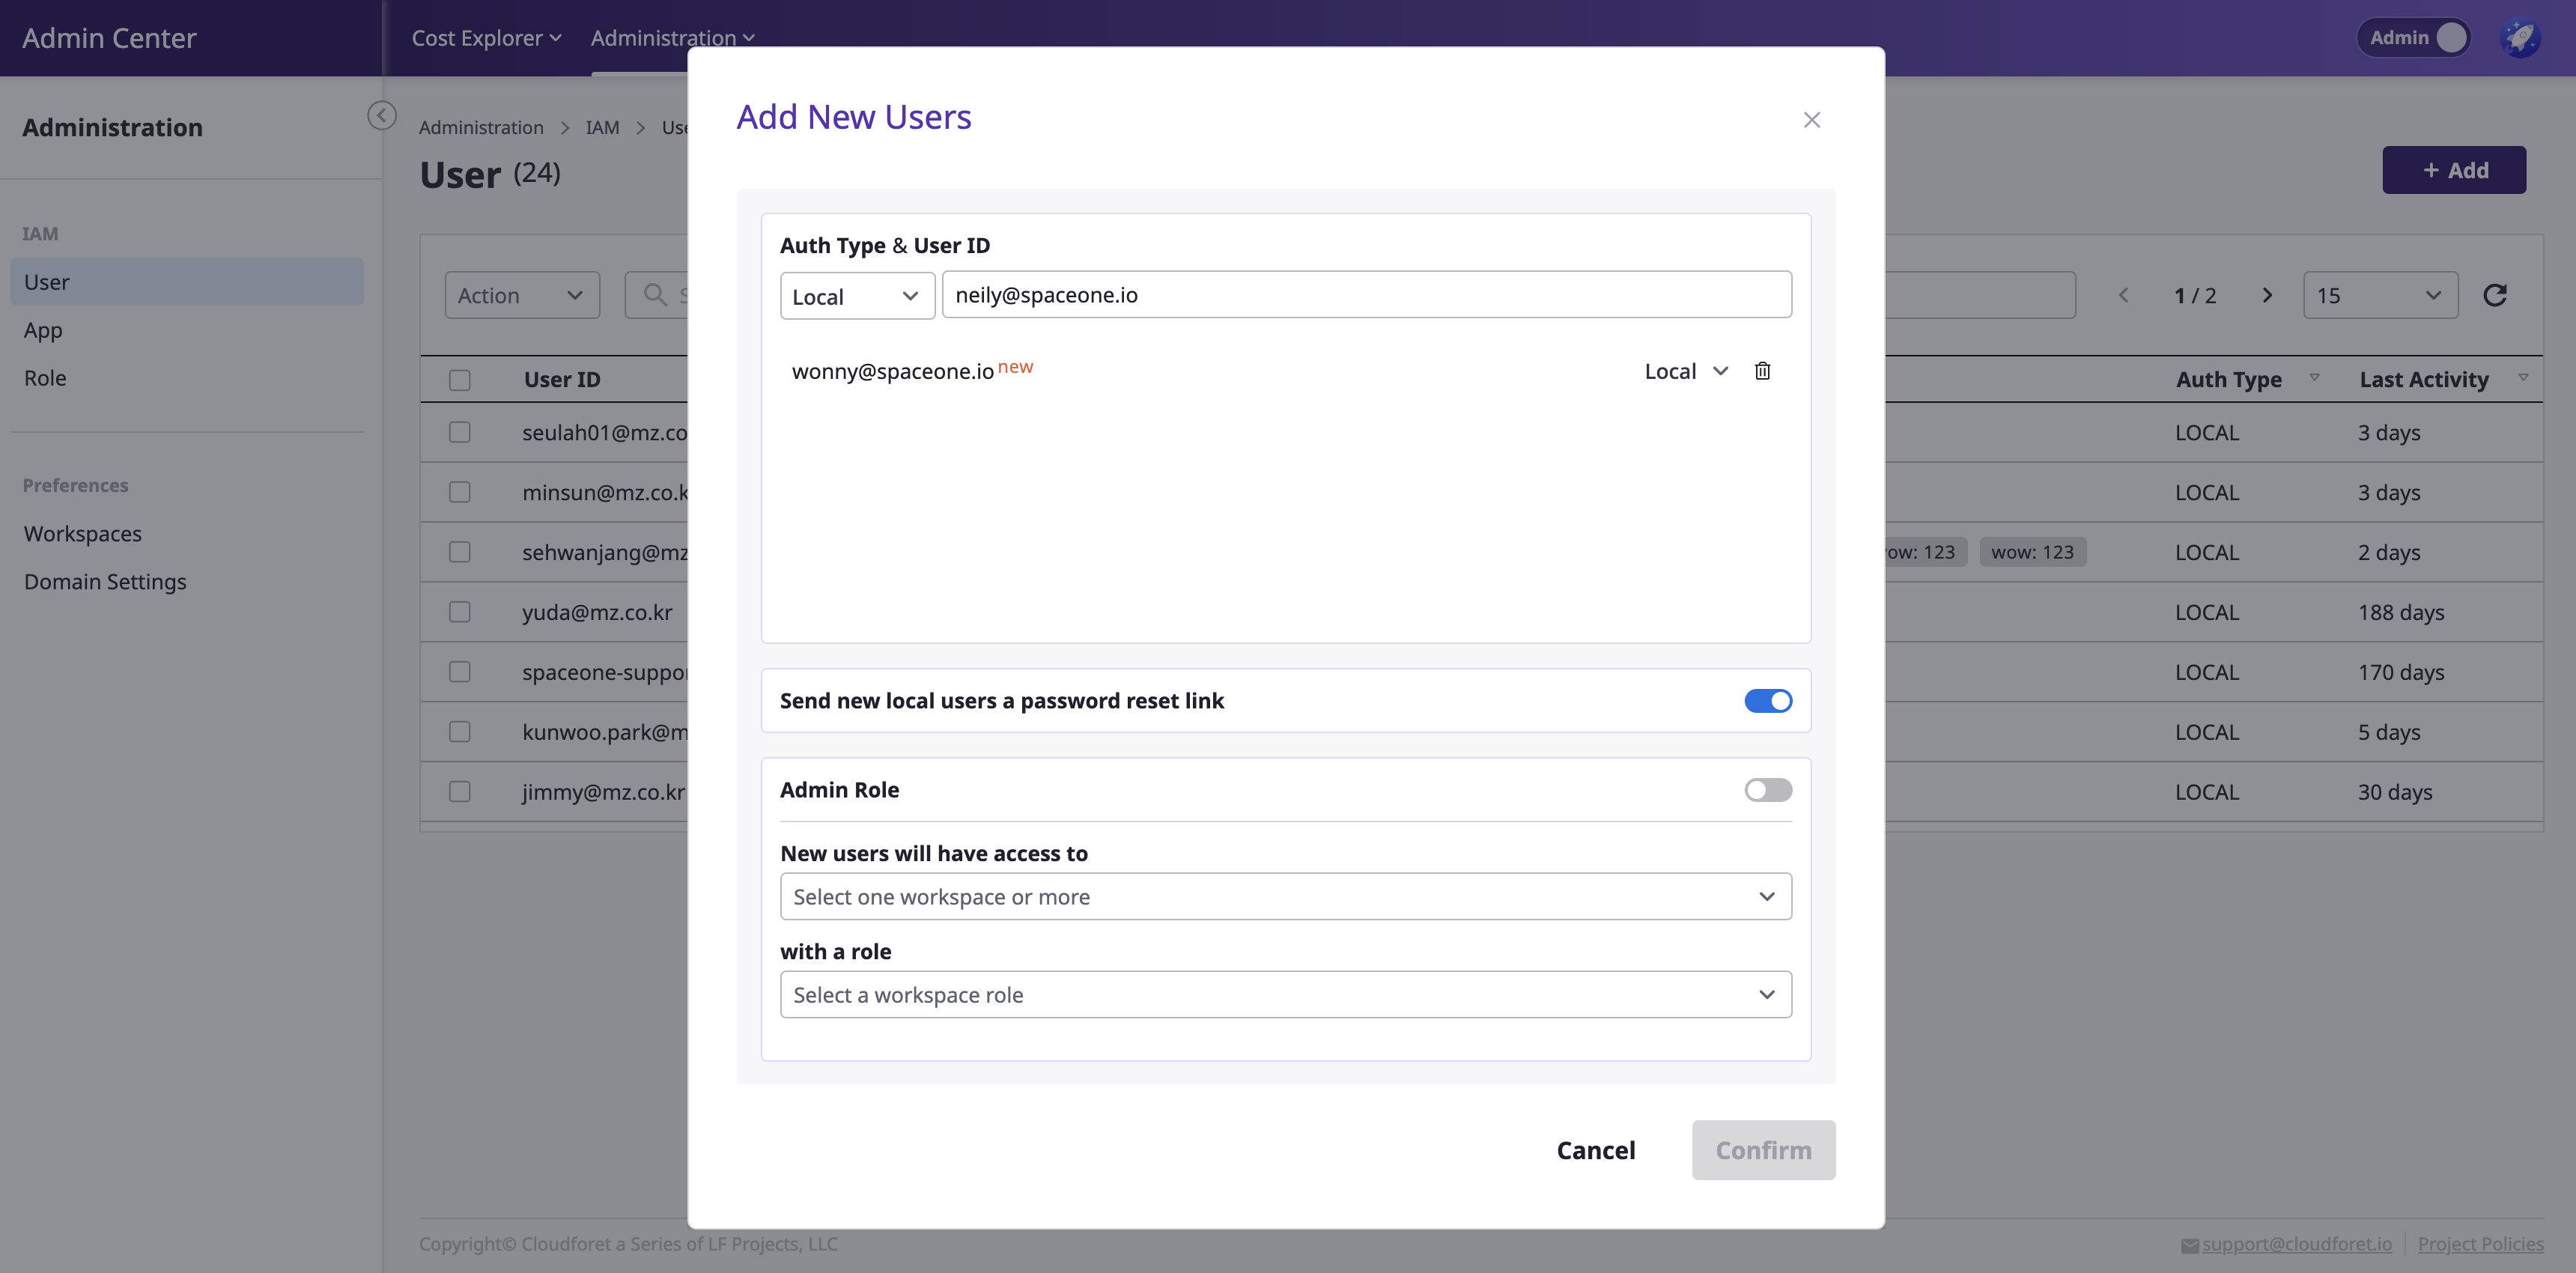 Admin Center
Cost Explorer
Administration
Admin
Administration
Administration > IAM >
User (24)
+ Add
IAM
User
App
Role
Preferences
Workspaces
Domain Settings
Action
1 / 2
15
User ID
Auth Type
Last Activity
seulah01@mz.co
LOCAL
3 days
minsun@mz.co.k
LOCAL
3 days
sehwanjang@mz
wow: 123
LOCAL
2 days
yuda@mz.co.kr
LOCAL
188 days
spaceone-suppor
LOCAL
170 days
kunwoo.park@m
LOCAL
5 days
jimmy@mz.co.kr
LOCAL
30 days
Add New Users
Auth Type & User ID
Local
neily@spaceone.io
wonny@spaceone.io new
Local
Send new local users a password reset link
Admin Role
New users will have access to
Select one workspace or more
with a role
Select a workspace role
Cancel
Confirm
Copyright© Cloudforet a Series of LF Projects, LLC
support@cloudforet.io
Project Policies